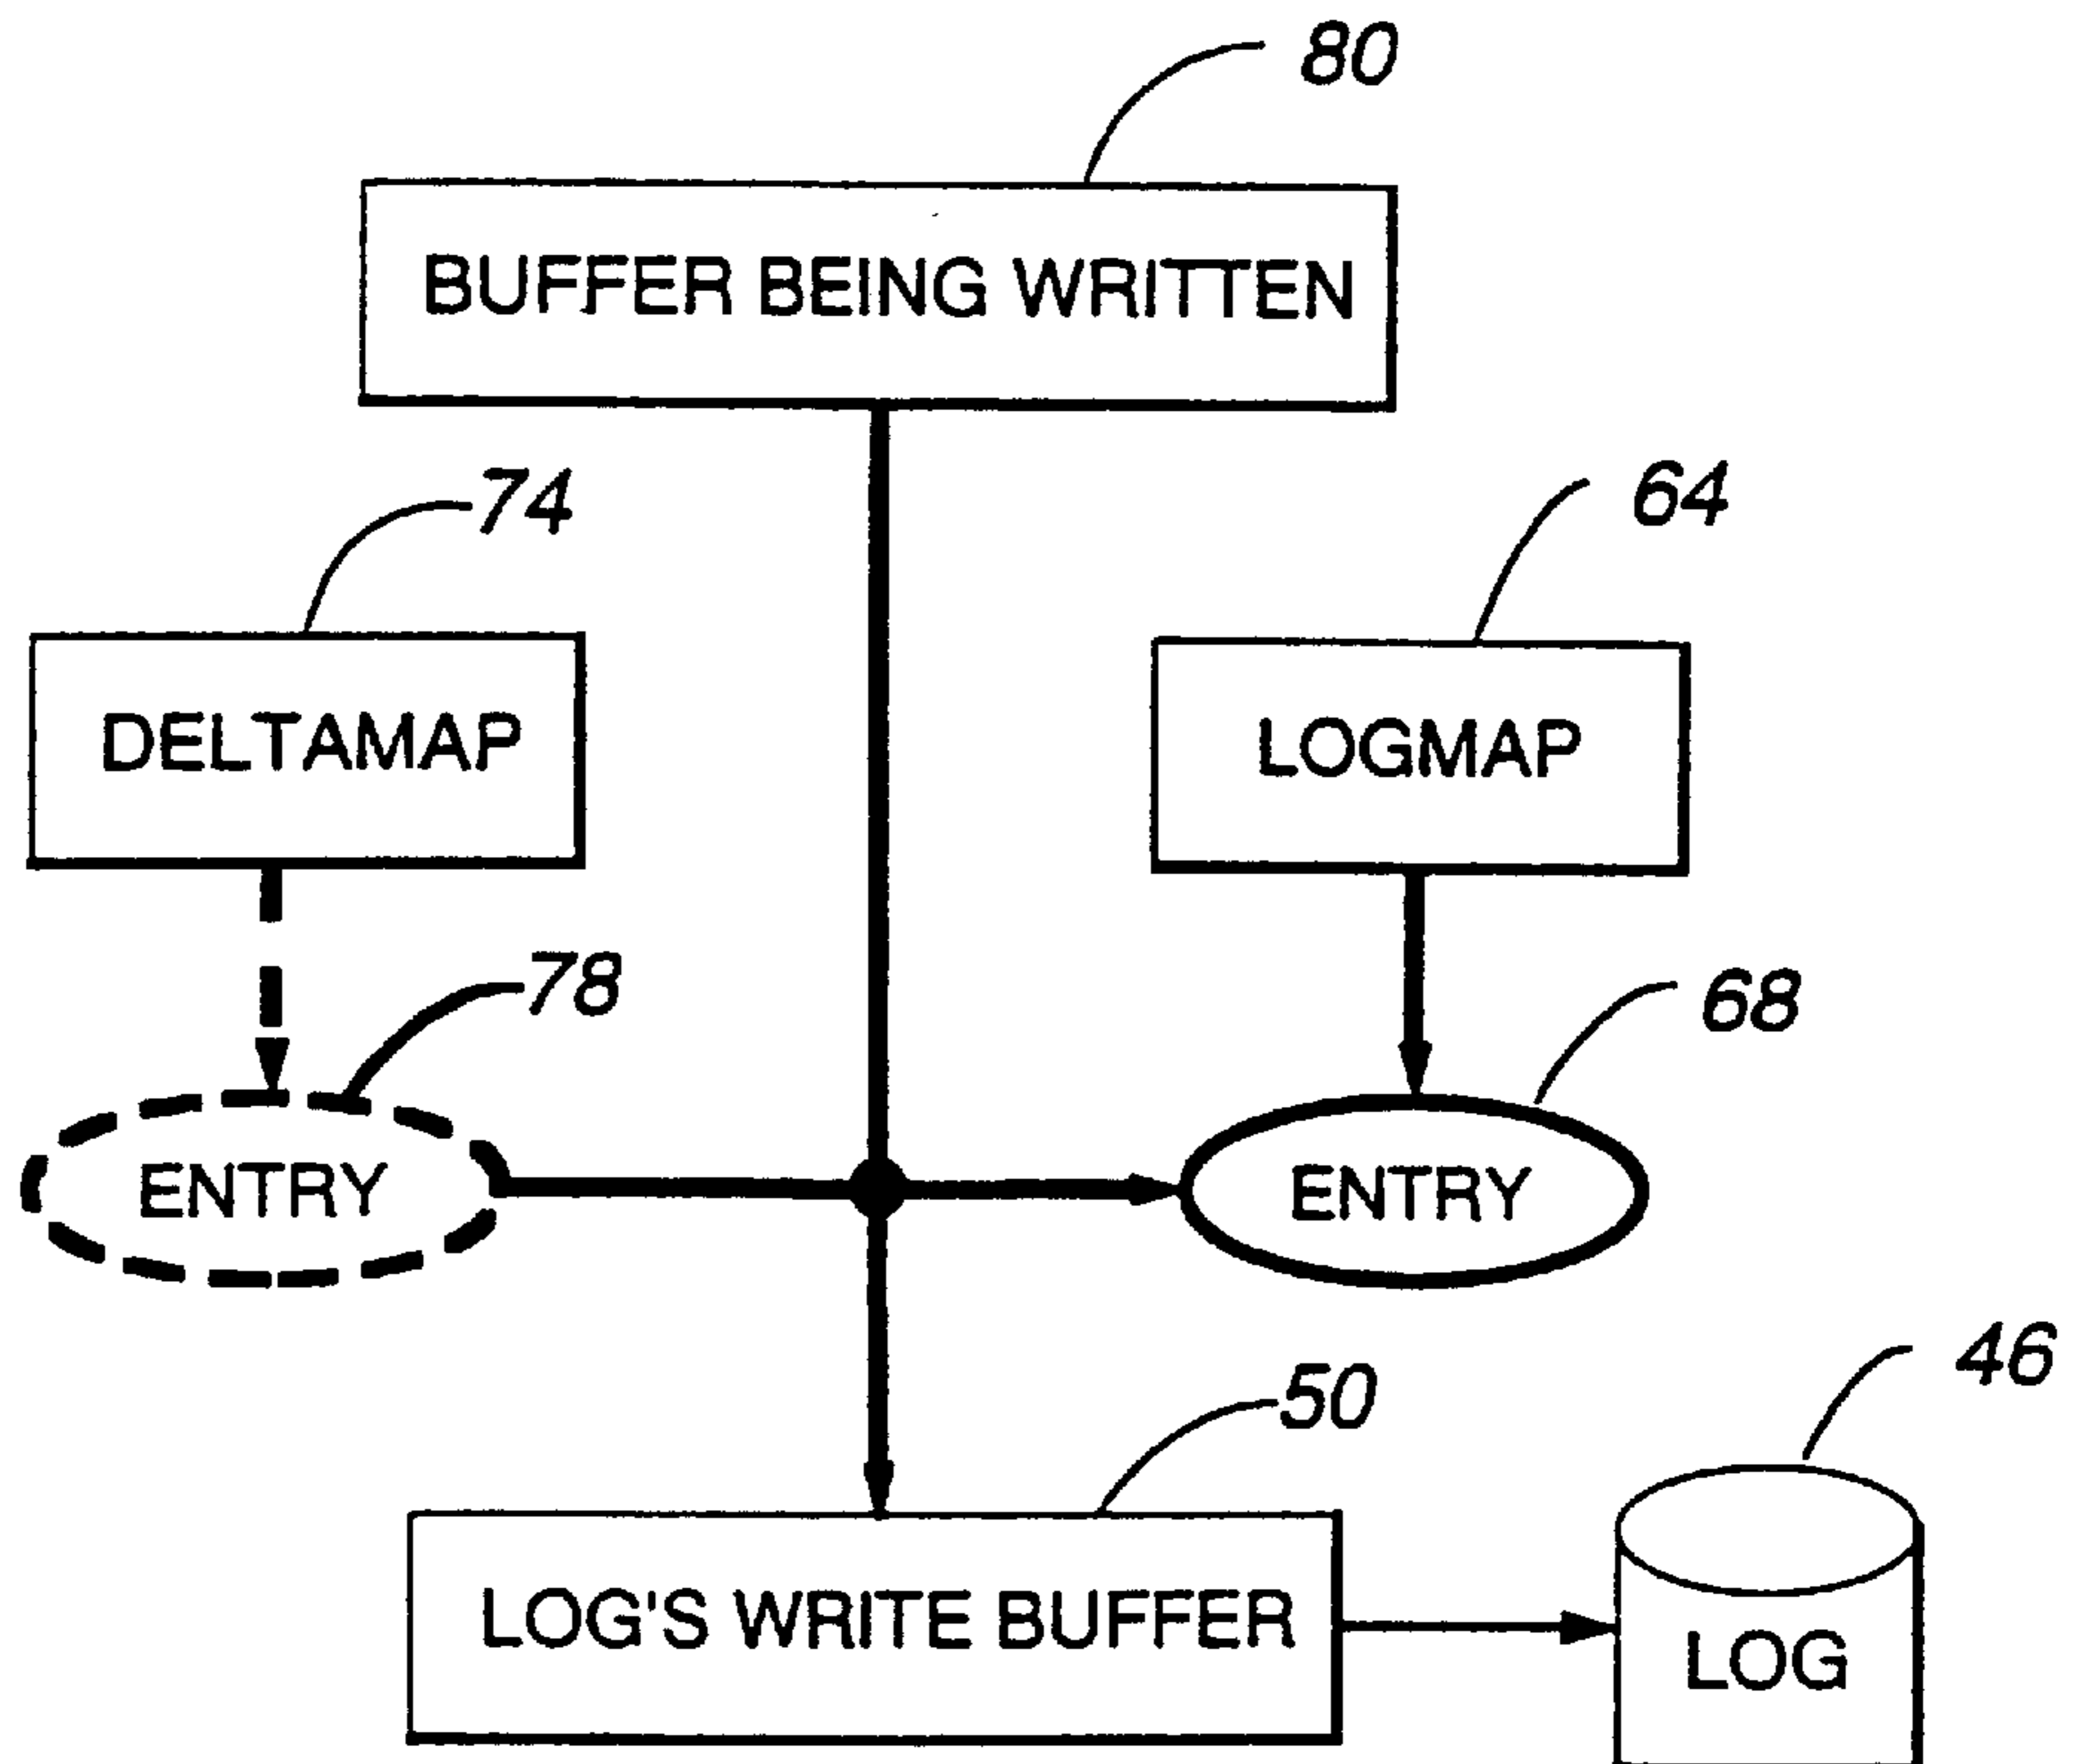 80
BUFFER BEING WRITTEN
74
64
DELTAMAP
LOGMAP
78
68
ENTRY
ENTRY
46
50
LOG'S WRITE BUFFER
LOG